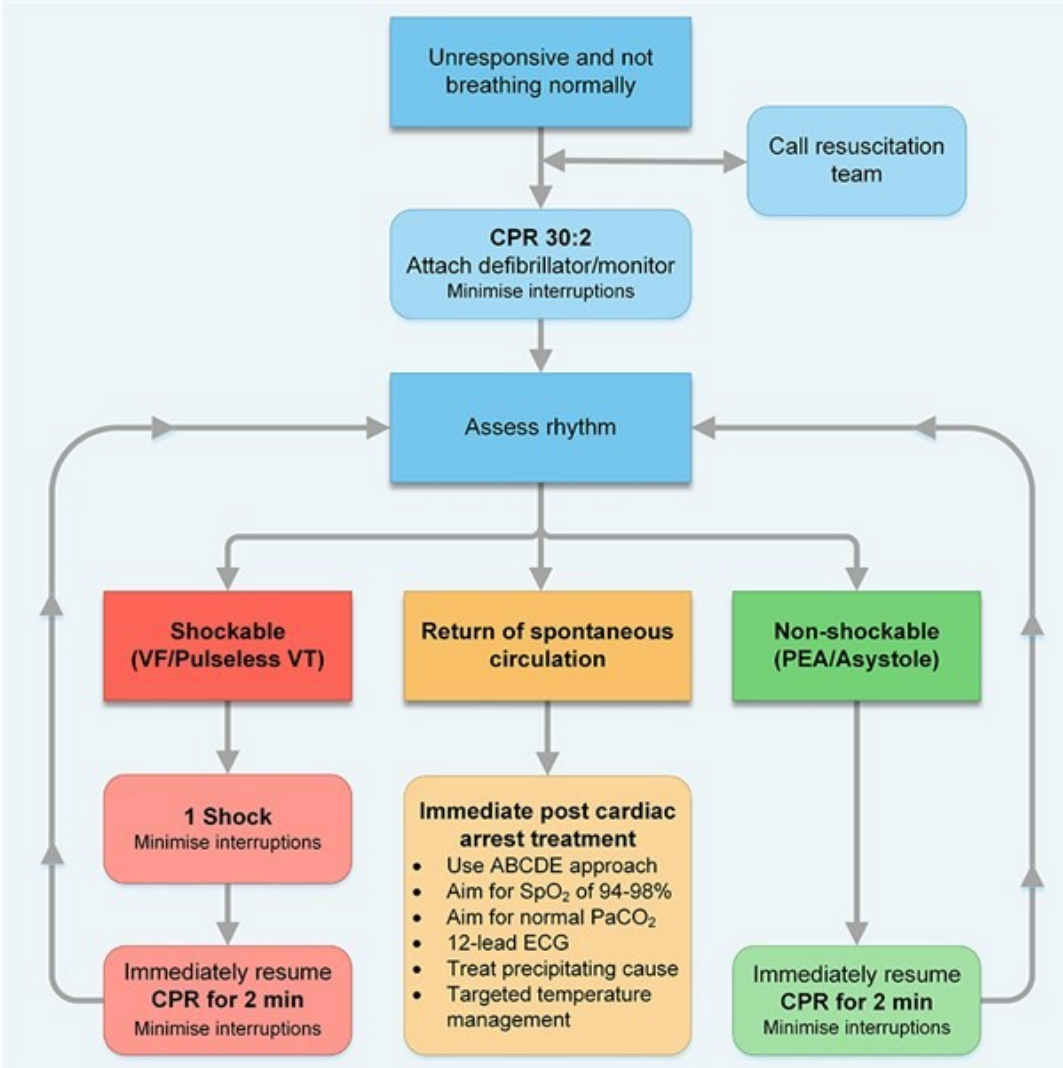 Unresponsive and not
breathing normally
Call resuscitation
team
CPR 30:2
Attach defibrillator/monitor
Minimise interruptions
Assess rhythm
Shockable
(VF/Pulseless VT)
Return of spontaneous
circulation
Non-shockable
(PEA/Asystole)
1 Shock
Minimise interruptions
Immediate post cardiac
arrest treatment
• Use ABCDE approach
• Aim for SpO₂ of 94-98%
• Aim for normal PaCO₂
• 12-lead ECG
• Treat precipitating cause
• Targeted temperature
management
Immediately resume
CPR for 2 min
Minimise interruptions
Immediately resume
CPR for 2 min
Minimise interruptions